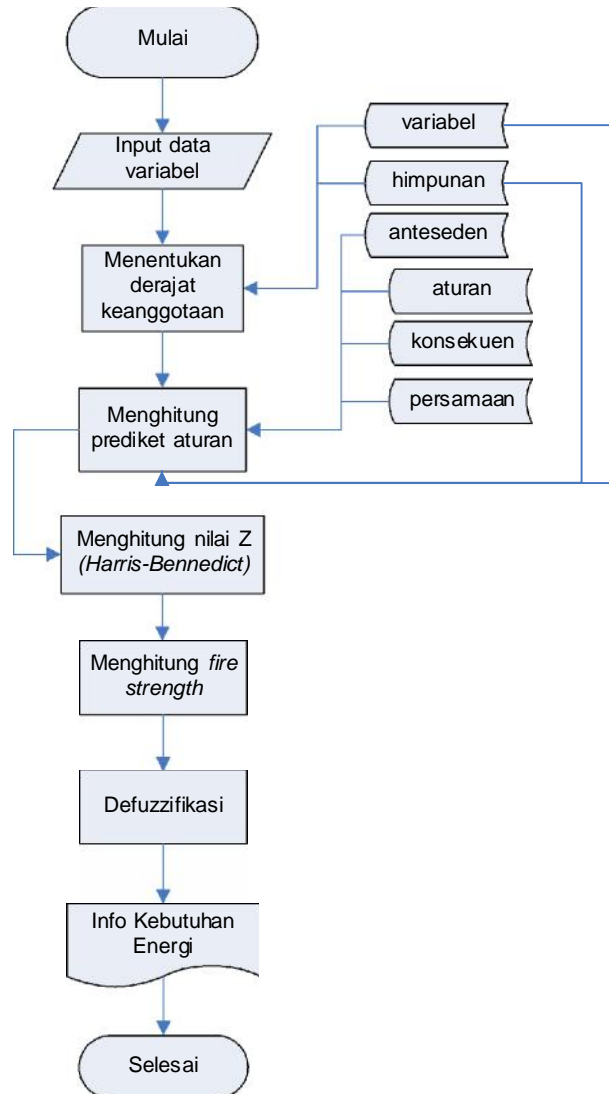 Mulai
Input data
variabel
Menentukan
derajat
keanggotaan
variabel
himpunan
anteseden
aturan
konsekuen
persamaan
Menghitung
prediket aturan
Menghitung nilai Z
(Harris-Bennedict)
Menghitung fire
strength
Defuzzifikasi
Info Kebutuhan
Energi
Selesai